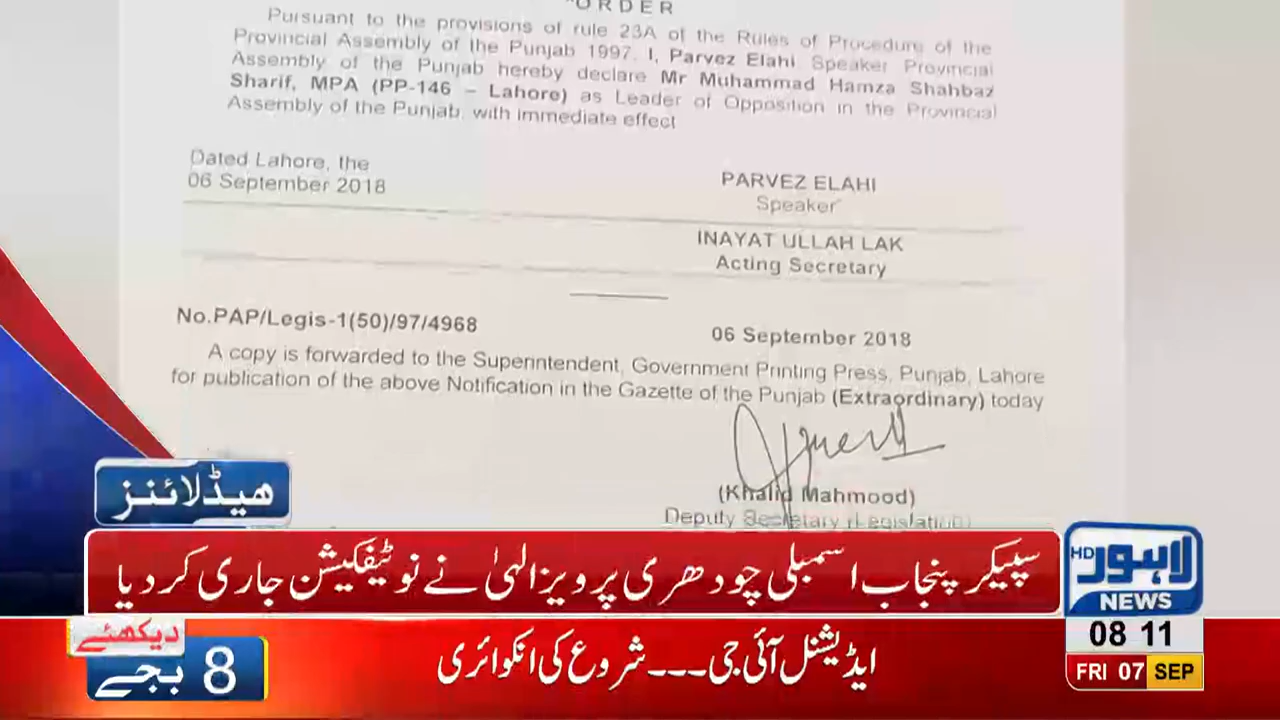 "ORDER
Pursuant to the provisions of rule 23A of the Rules of Procedure of the
Provincial Assembly of the Punjab 1997, I, Parvez Elahi, Speaker Provincial
Assembly of the Punjab hereby declare Mr Muhammad Hamza Shahbaz
Sharif, MPA (PP-146 – Lahore) as Leader of Opposition in the Provincial
Assembly of the Punjab, with immediate effect
Dated Lahore, the
06 September 2018
PARVEZ ELAHI
Speaker"
INAYAT ULLAH LAK
Acting Secretary
No.PAP/Legis-1(50)/97/4968
06 September 2018
A copy is forwarded to the Superintendent, Government Printing Press, Punjab, Lahore
for publication of the above Notification in the Gazette of the Punjab (Extraordinary) today
(Khalid Mahmood)
Deputy Secretary (Legislation)
ھیڈلائنز
سپیکر پنجاب اسمبلی چودھری پرویز الہیٰ نے نوٹیفکیشن جاری کر دیا
لاہور HD
NEWS
08 11
FRI 07 SEP
دیکھئے
8 بجے
ایڈیشنل آئی جی ۔۔۔ شروع کی انکوائری